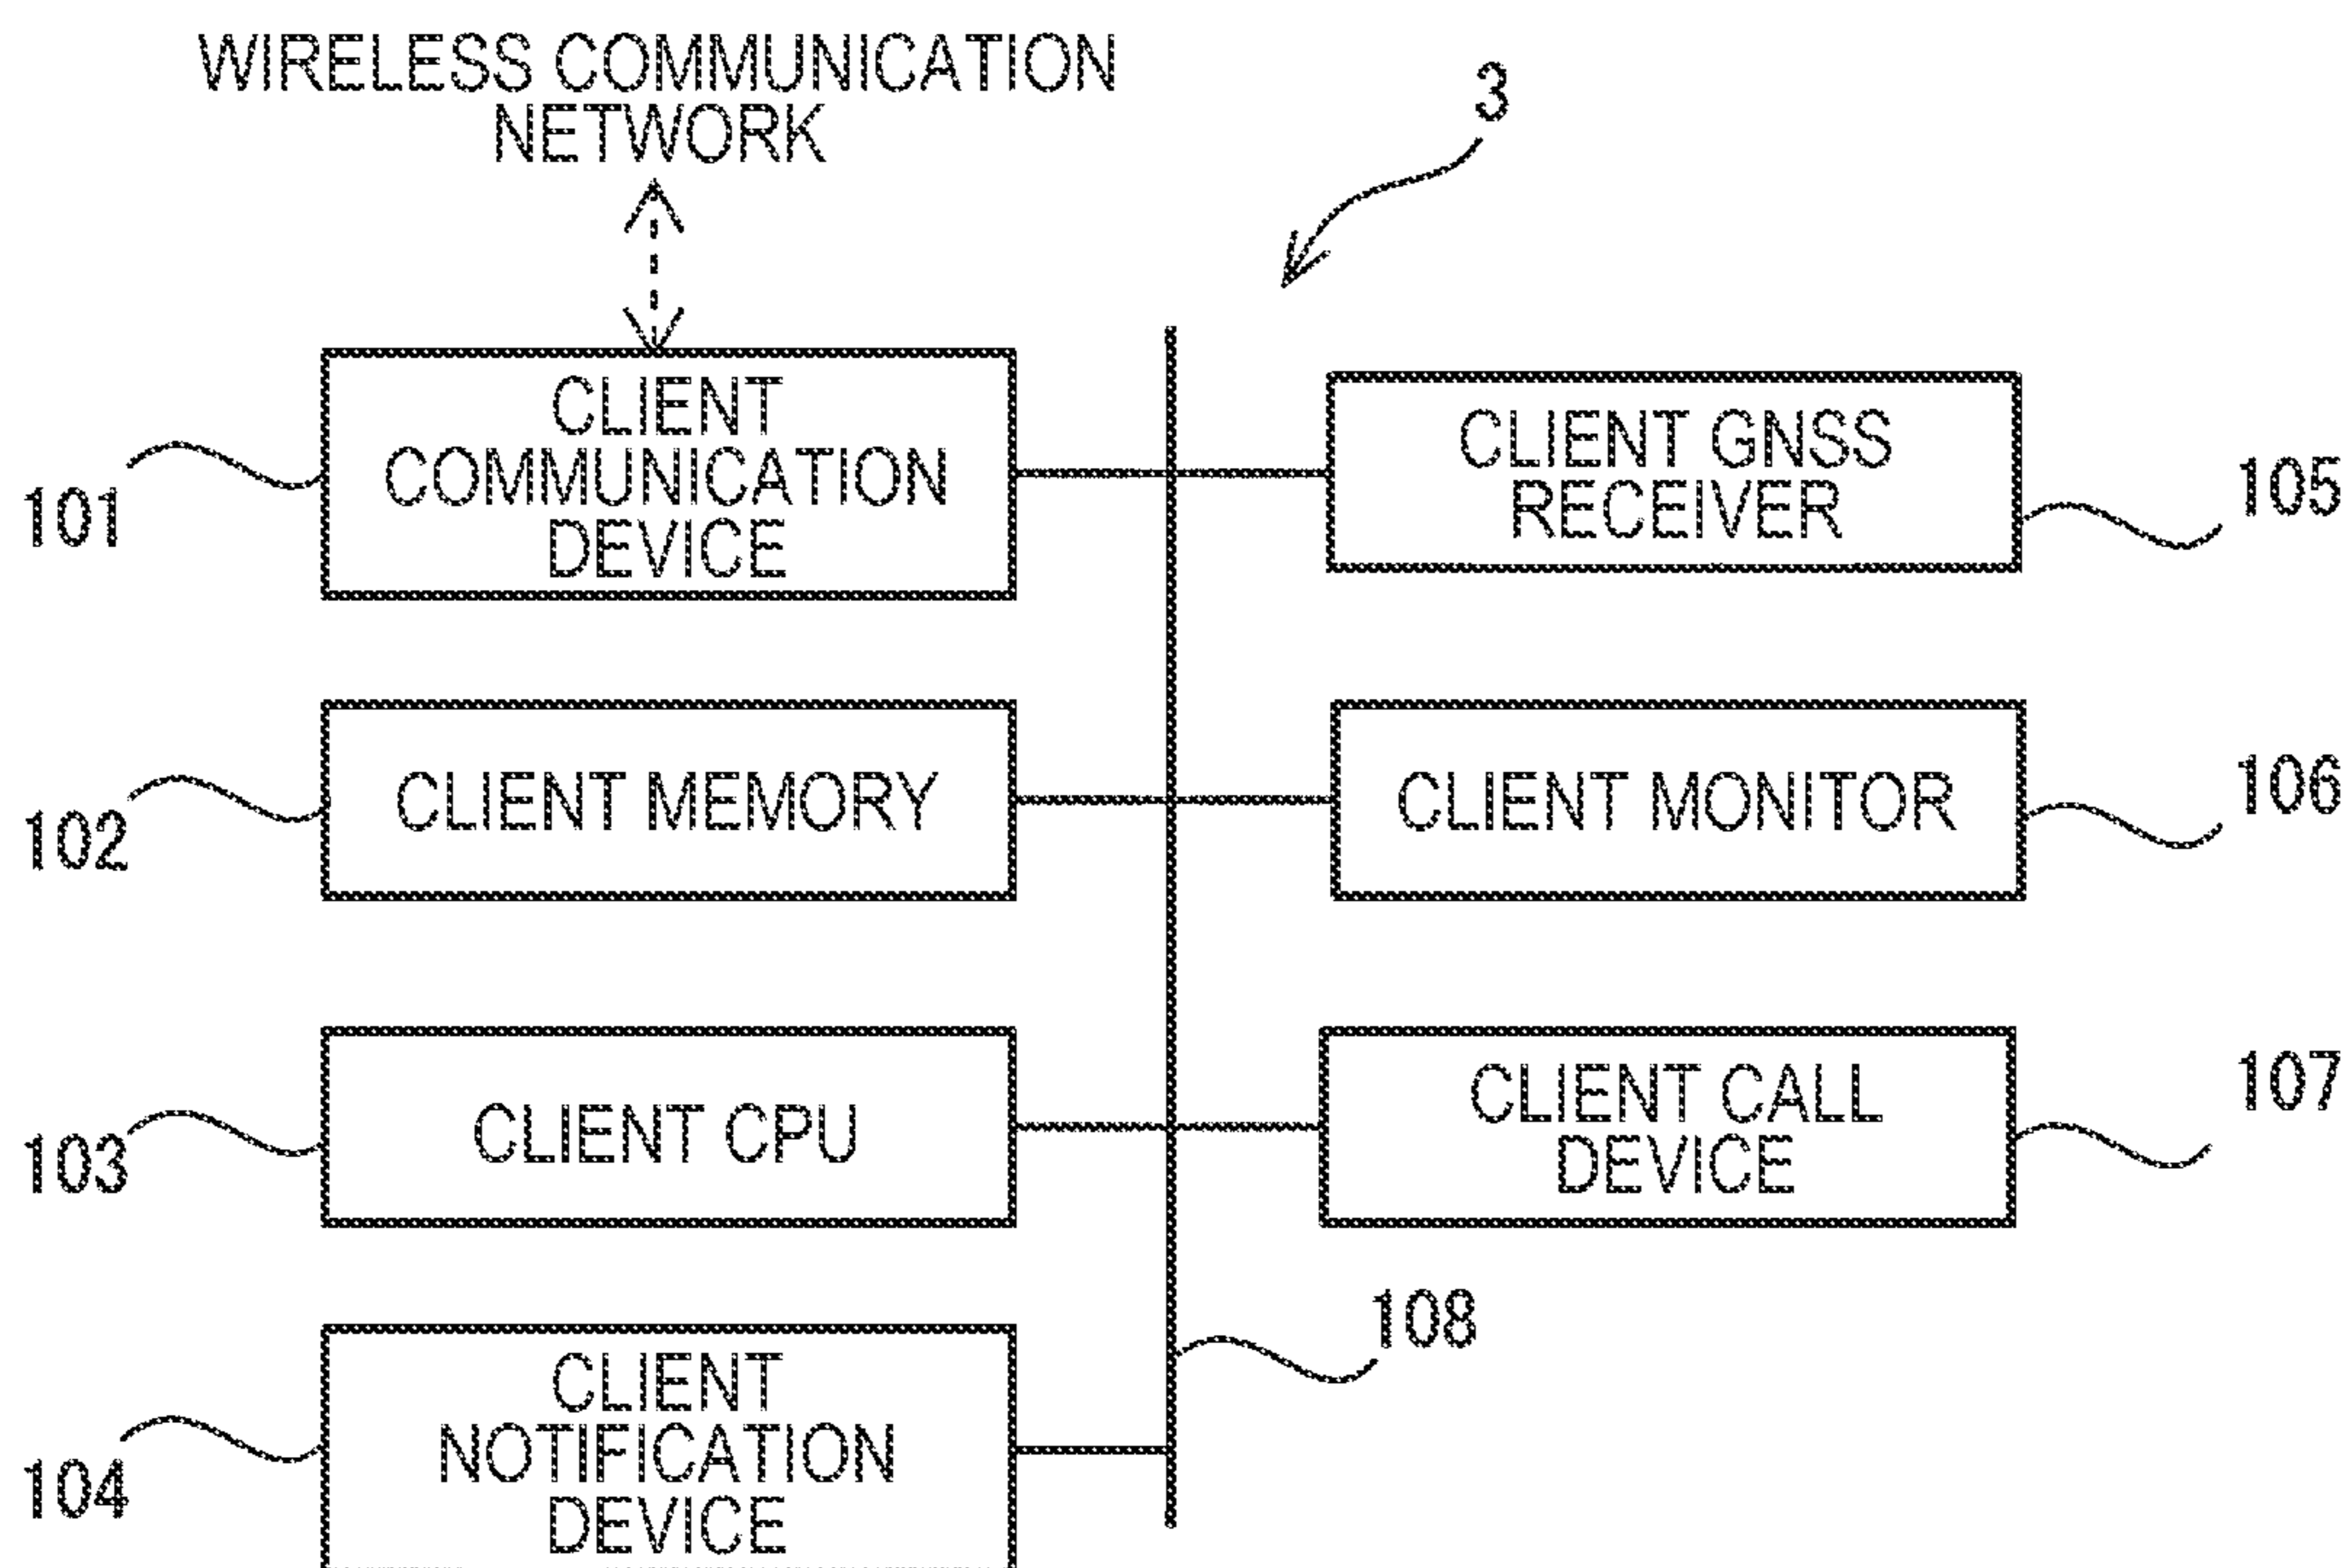 WIRELESS COMMUNICATION
NETWORK
3
CLIENT
COMMUNICATION
DEVICE
101
CLIENT GNSS
RECEIVER
105
CLIENT MEMORY
102
CLIENT MONITOR
106
CLIENT CPU
103
CLIENT CALL
DEVICE
107
108
CLIENT
NOTIFICATION
DEVICE
104